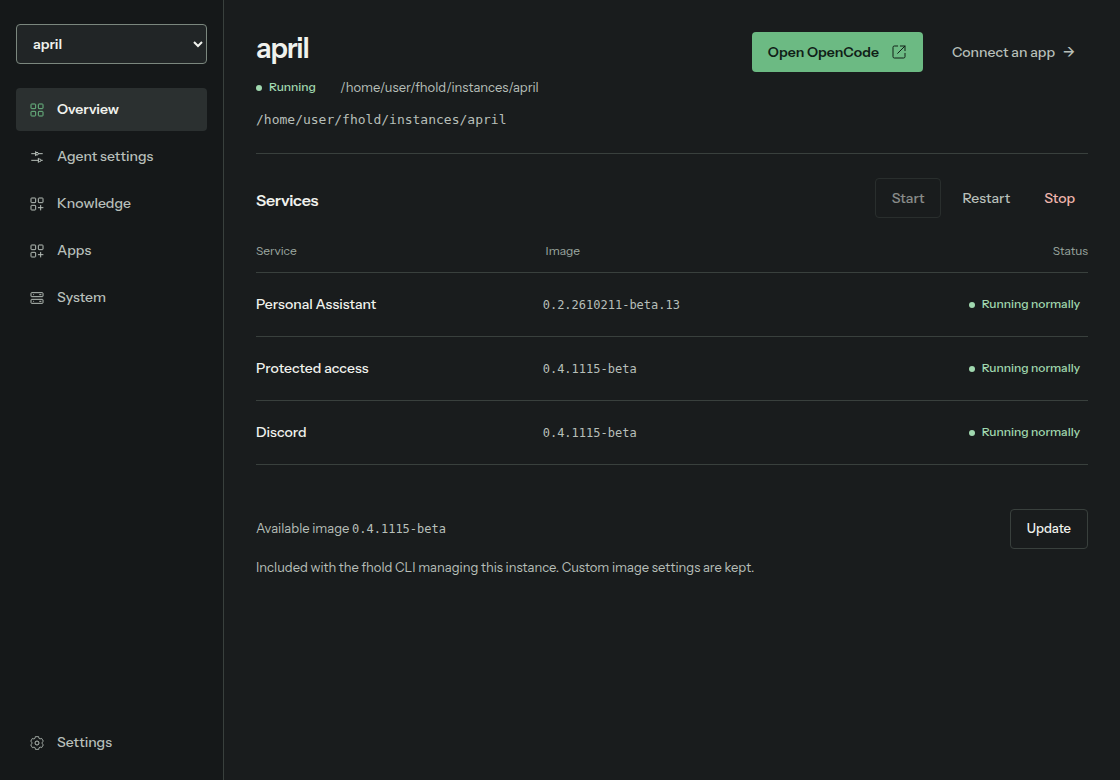 april
Overview
Agent settings
Knowledge
Apps
System
Settings
april
Open OpenCode
Connect an app →
Running /home/user/fhold/instances/april
/home/user/fhold/instances/april
Services
Start Restart Stop
Service Image Status
Personal Assistant 0.2.2610211-beta.13 Running normally
Protected access 0.4.1115-beta Running normally
Discord 0.4.1115-beta Running normally
Available image 0.4.1115-beta
Update
Included with the fhold CLI managing this instance. Custom image settings are kept.